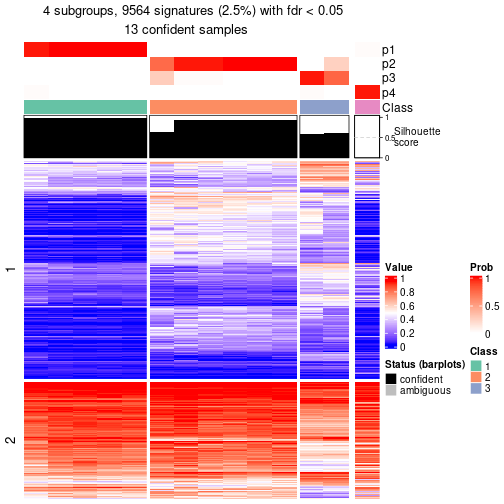 4 subgroups, 9564 signatures (2.5%) with fdr < 0.05
13 confident samples
p1
p2
p3
p4
Class
1
0.5
0
Silhouette
score
1
2
Value
1
0.8
0.6
0.4
0.2
0
Status (barplots)
confident
ambiguous
Prob
1
0.5
0
Class
1
2
3